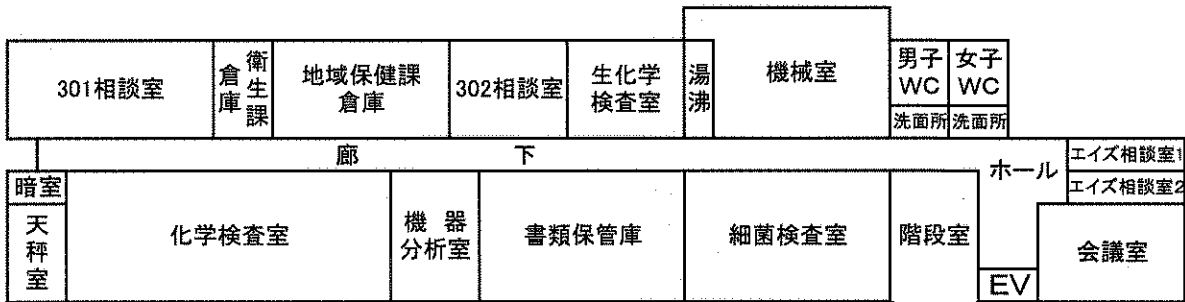 301相談室
衛生課
倉庫
地域保健課
倉庫
302相談室
生化学
検査室
湯沸
機械室
男子
WC
女子
WC
洗面所
洗面所
廊下
ホール
エイズ相談室1
エイズ相談室2
暗室
天秤室
化学検査室
機器
分析室
書類保管庫
細菌検査室
階段室
EV
会議室